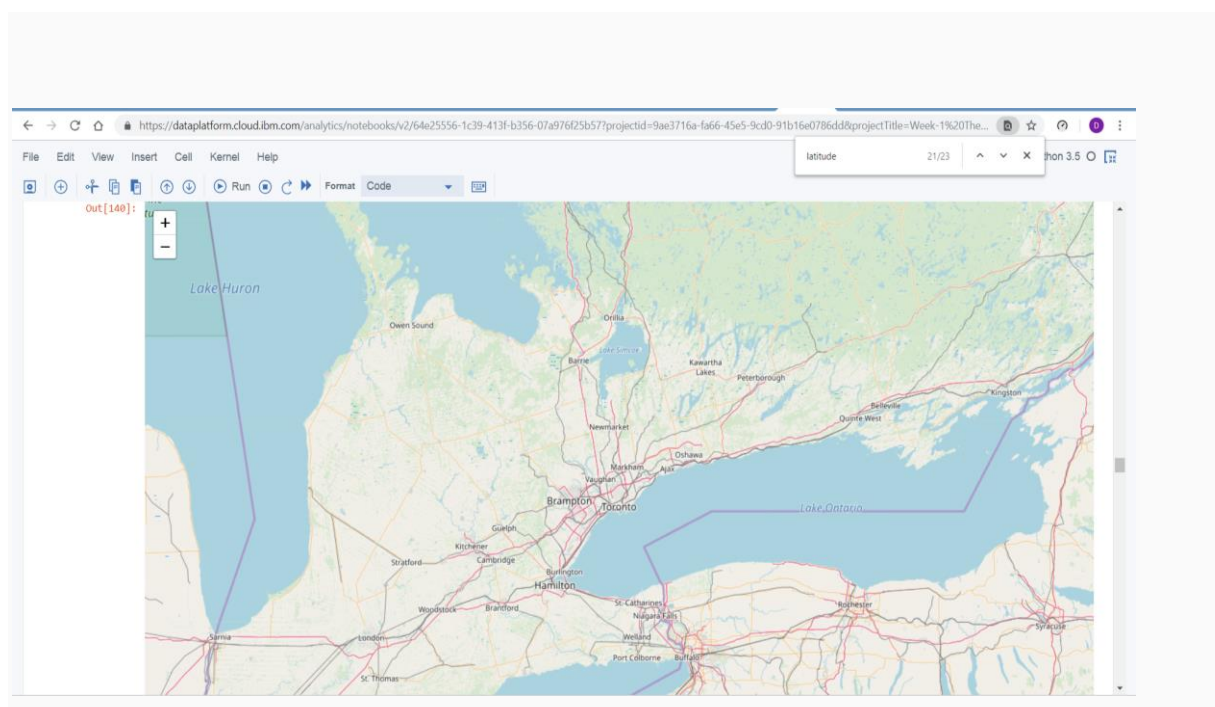 https://dataplatform.cloud.ibm.com/analytics/notebooks/v2/64e25556-1c39-413f-b356-07a976f25b57?projectid=9ae3716a-fa66-45e5-9cd0-91b16e0786dd&projectTitle=Week-1%20The... D
File Edit View Insert Cell Kernel Help latitude 21/23 thon 3.5
Run Format Code
Out[140]:
+
−
Lake Huron
Owen Sound
Orillia
Lake Simcoe
Barrie
Kawartha
Lakes
Peterborough
Kingston
Belleville
Quinte West
Newmarket
Oshawa
Markham Ajax
Vaughan
Brampton
Toronto
Lake Ontario
Guelph
Kitchener
Cambridge
Stratford
Burlington
Hamilton
Woodstock
Brantford
St. Catharines
Niagara Falls
Rochester
Syracuse
Sarnia
London
Welland
Port Colborne
Buffalo
St. Thomas